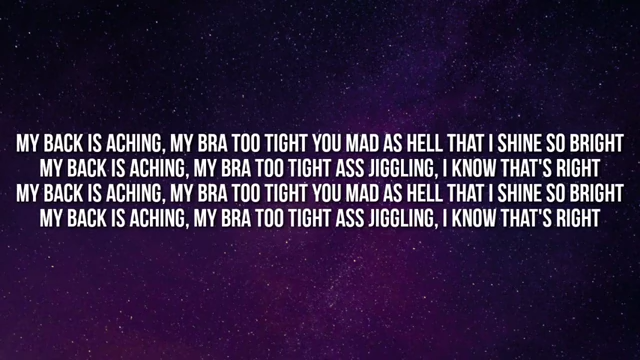 MY BACK IS ACHING, MY BRA TOO TIGHT YOU MAD AS HELL THAT I SHINE SO BRIGHT
MY BACK IS ACHING, MY BRA TOO TIGHT ASS JIGGLING, I KNOW THAT'S RIGHT
MY BACK IS ACHING, MY BRA TOO TIGHT YOU MAD AS HELL THAT I SHINE SO BRIGHT
MY BACK IS ACHING, MY BRA TOO TIGHT ASS JIGGLING, I KNOW THAT'S RIGHT